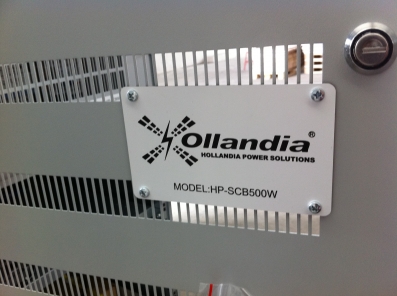 Ollandia®
HOLLANDIA POWER SOLUTIONS
MODEL:HP-SCB500W